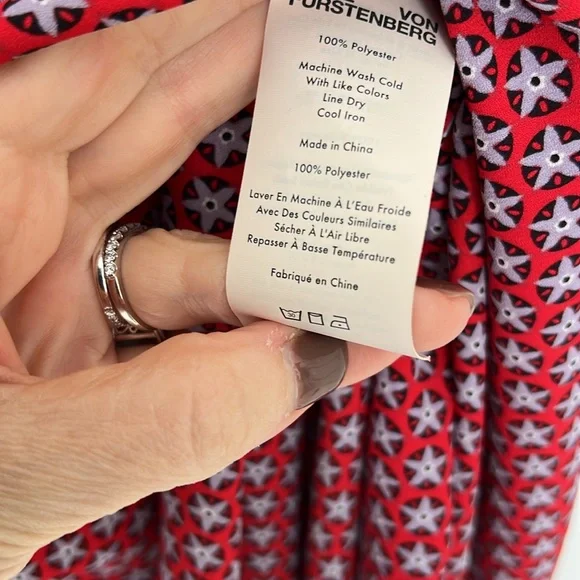 VON
FURSTENBERG
100% Polyester
Machine Wash Cold
With Like Colors
Line Dry
Cool Iron
Made in China
100% Polyester
Laver En Machine À L'Eau Froide
Avec Des Couleurs Similaires
Sécher À L'Air Libre
Repasser À Basse Température
Fabriqué en Chine
30